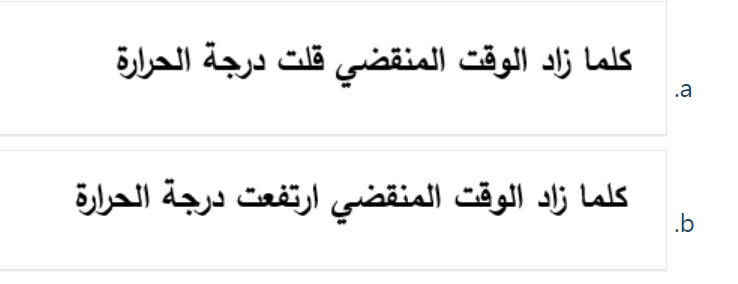 كلما زاد الوقت المنقضي قلت درجة الحرارة
.a
كلما زاد الوقت المنقضي ارتفعت درجة الحرارة
.b